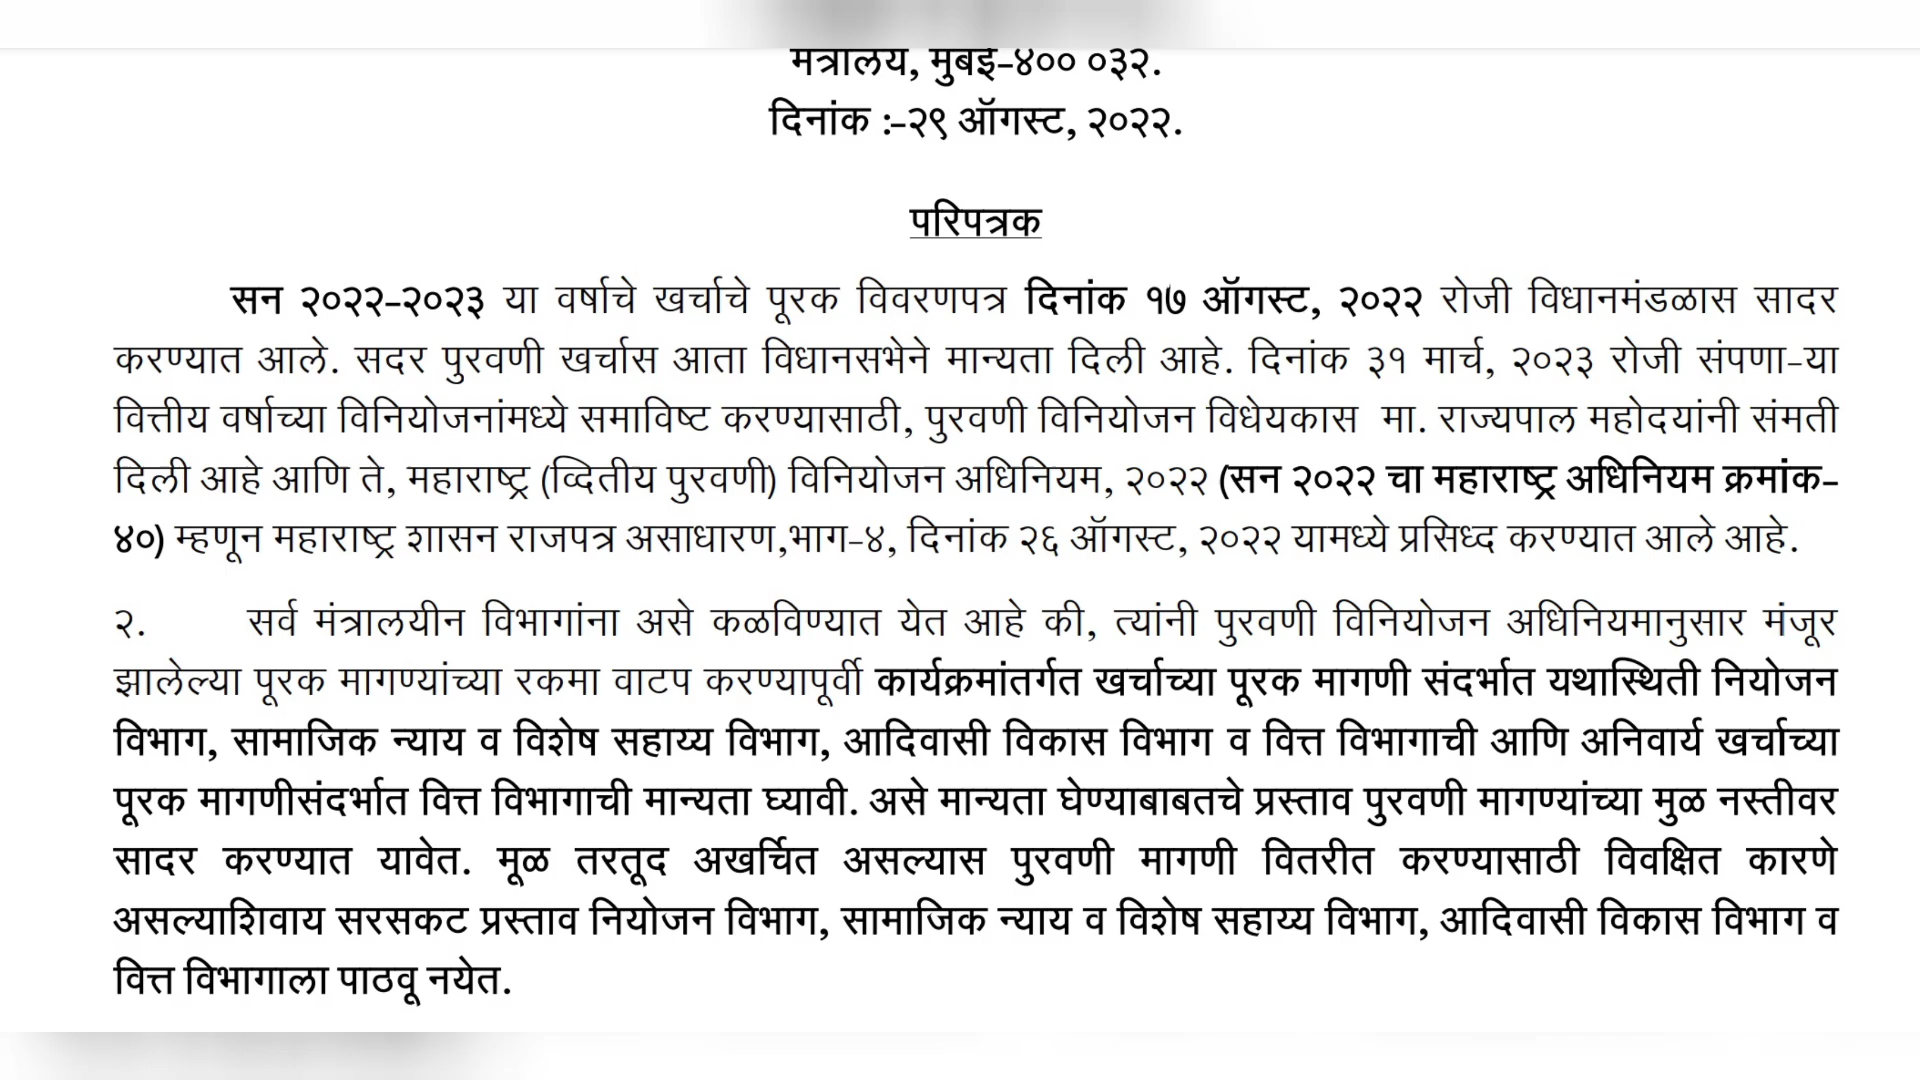 मंत्रालय, मुंबई-४०० ०३२.
दिनांक :-२९ ऑगस्ट, २०२२.
परिपत्रक
सन २०२२-२०२३ या वर्षाचे खर्चाचे पूरक विवरणपत्र दिनांक १७ ऑगस्ट, २०२२ रोजी विधानमंडळास सादर
करण्यात आले. सदर पुरवणी खर्चास आता विधानसभेने मान्यता दिली आहे. दिनांक ३१ मार्च, २०२३ रोजी संपणा-या
वित्तीय वर्षाच्या विनियोजनांमध्ये समाविष्ट करण्यासाठी, पुरवणी विनियोजन विधेयकास मा. राज्यपाल महोदयांनी संमती
दिली आहे आणि ते, महाराष्ट्र (व्दितीय पुरवणी) विनियोजन अधिनियम, २०२२ (सन २०२२ चा महाराष्ट्र अधिनियम क्रमांक-
४०) म्हणून महाराष्ट्र शासन राजपत्र असाधारण,भाग-४, दिनांक २६ ऑगस्ट, २०२२ यामध्ये प्रसिध्द करण्यात आले आहे.
२. सर्व मंत्रालयीन विभागांना असे कळविण्यात येत आहे की, त्यांनी पुरवणी विनियोजन अधिनियमानुसार मंजूर
झालेल्या पूरक मागण्यांच्या रकमा वाटप करण्यापूर्वी कार्यक्रमांतर्गत खर्चाच्या पूरक मागणी संदर्भात यथास्थिती नियोजन
विभाग, सामाजिक न्याय व विशेष सहाय्य विभाग, आदिवासी विकास विभाग व वित्त विभागाची आणि अनिवार्य खर्चाच्या
पूरक मागणीसंदर्भात वित्त विभागाची मान्यता घ्यावी. असे मान्यता घेण्याबाबतचे प्रस्ताव पुरवणी मागण्यांच्या मुळ नस्तीवर
सादर करण्यात यावेत. मूळ तरतूद अखर्चित असल्यास पुरवणी मागणी वितरीत करण्यासाठी विवक्षित कारणे
असल्याशिवाय सरसकट प्रस्ताव नियोजन विभाग, सामाजिक न्याय व विशेष सहाय्य विभाग, आदिवासी विकास विभाग व
वित्त विभागाला पाठवू नयेत.